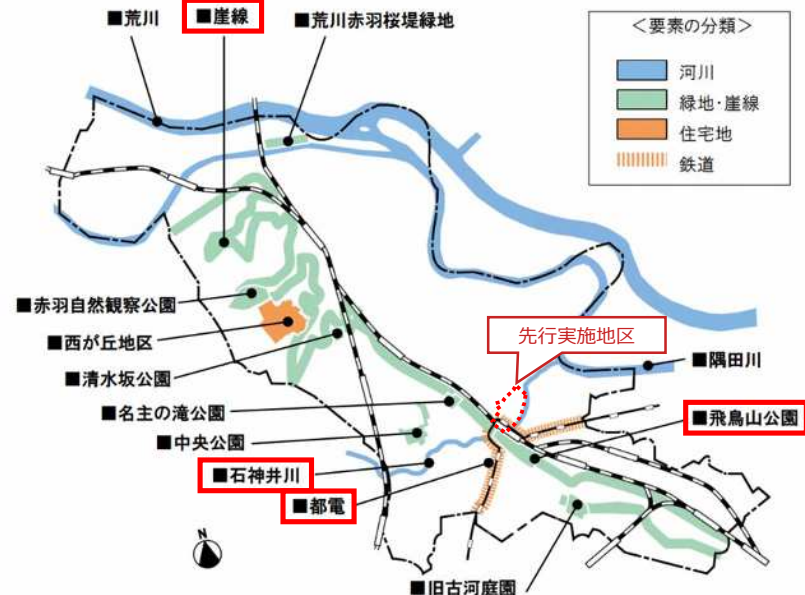 ■荒川
■崖線
■荒川赤羽桜堤緑地
＜要素の分類＞
河川
緑地・崖線
住宅地
鉄道
■赤羽自然観察公園
■西が丘地区
■清水坂公園
■名主の滝公園
■中央公園
■石神井川
■都電
先行実施地区
■隅田川
■飛鳥山公園
N
■旧古河庭園